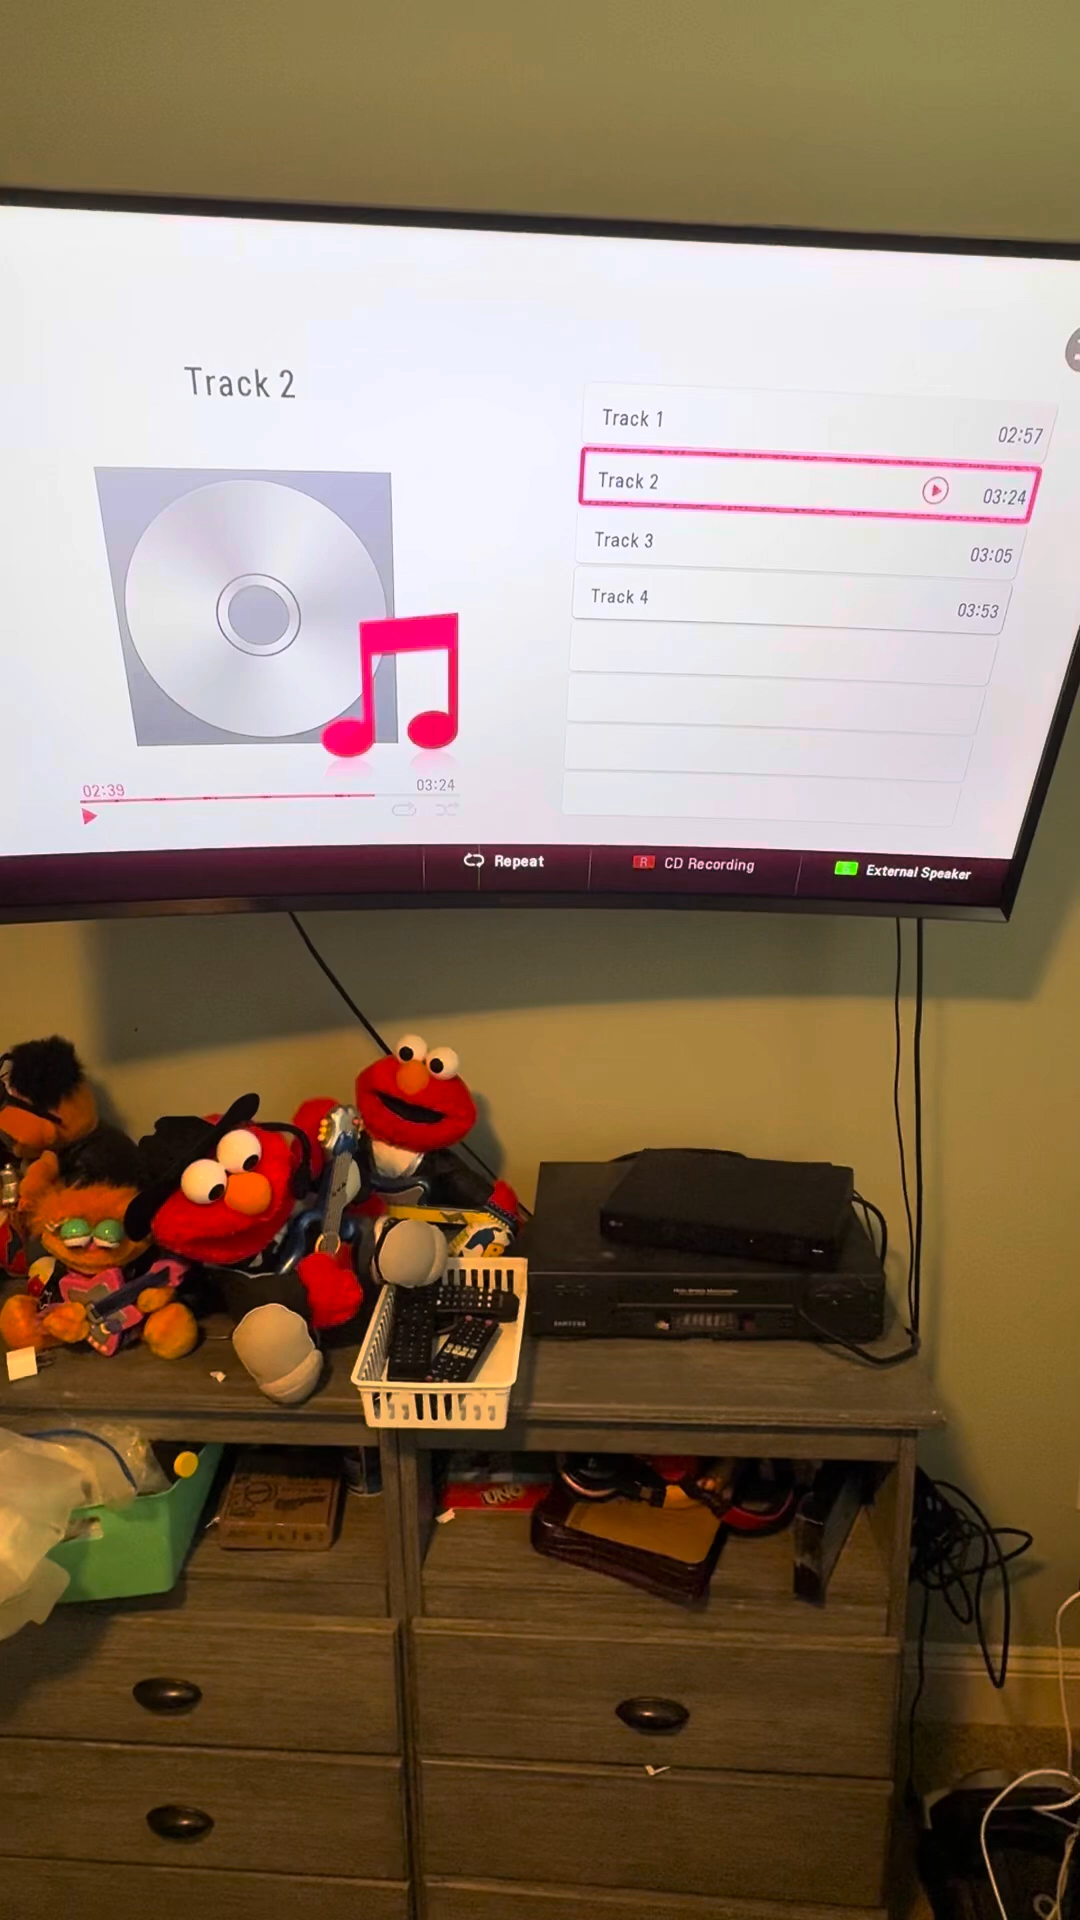 Track 2
Track 1
02:57
Track 2
03:24
Track 3
03:05
Track 4
03:53
02:39
03:24
Repeat
R CD Recording
External Speaker
SAMSUNG
UNO